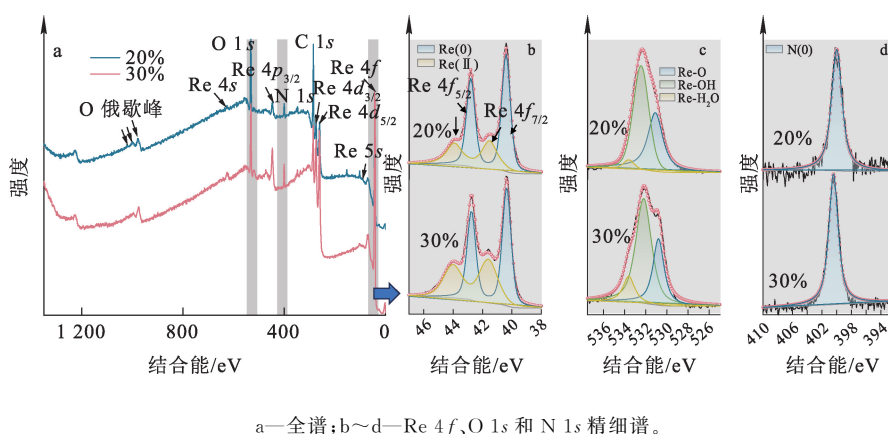 a
20%
30%
O 1s
C 1s
Re 4p3/2
Re 4f
Re 4s
N 1s
Re 4d3/2
Re 4d5/2
O 俄歇峰
Re 5s
强度
1 200
800
400
0
结合能/eV
b
Re(0)
Re(Ⅱ)
Re 4f5/2
Re 4f7/2
20%
30%
强度
46
44
42
40
38
结合能/eV
c
Re-O
Re-OH
Re-H2O
20%
30%
强度
536
534
532
530
528
526
结合能/eV
d
N(0)
20%
30%
强度
410
406
402
398
394
结合能/eV
a—全谱;b~d—Re 4f、O 1s 和 N 1s 精细谱。